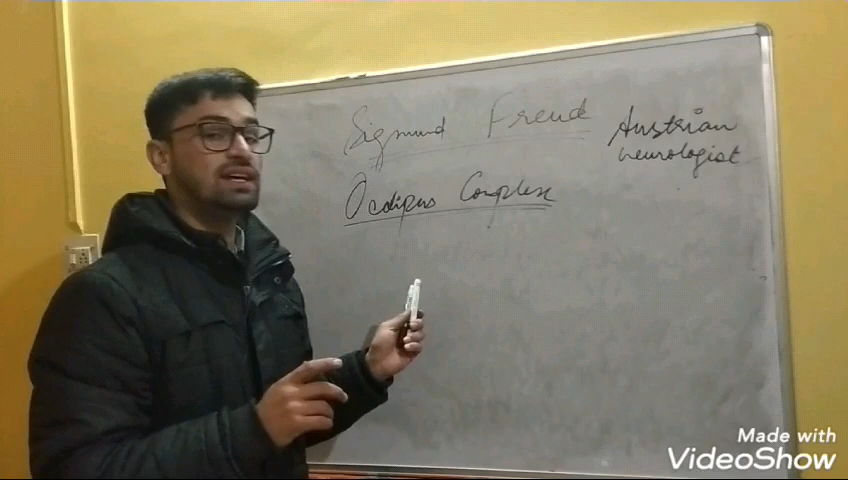 Sigmund Freud
Austrian
neurologist
Oedipus Complex
Made with
VideoShow